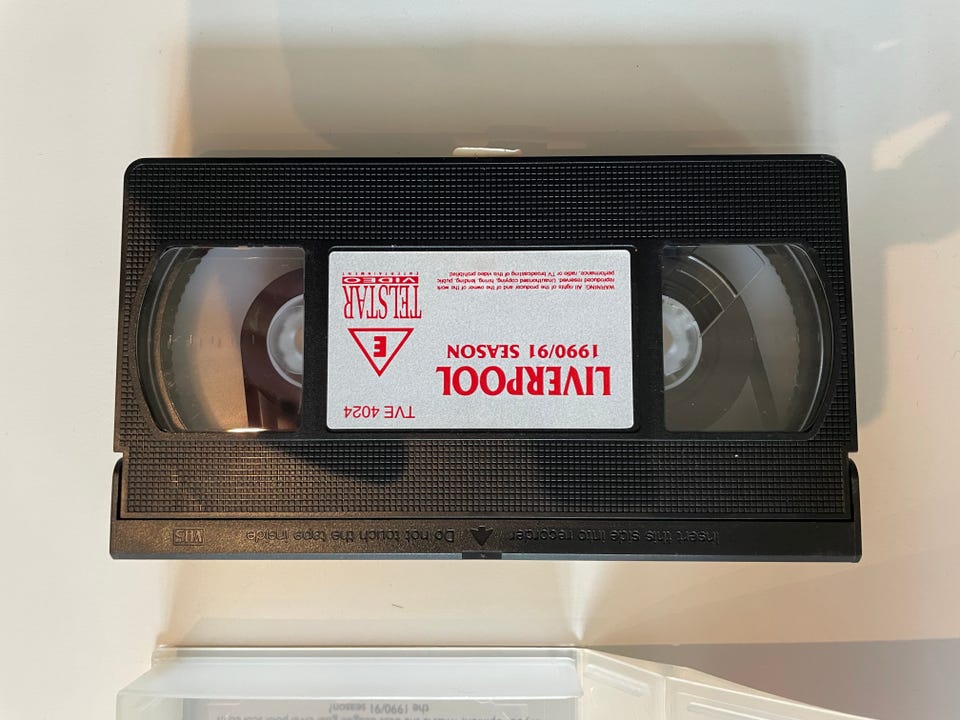 Insert this side into recorder Do not touch the tape inside VHS
TVE 4024
LIVERPOOL
1990/91 SEASON
E
TELSTAR
VIDEO
ENTERTAINMENT
WARNING: All rights of the producer and of the owner of the work
reproduced reserved. Unauthorised copying, hiring, lending, public
performance, radio or TV broadcasting of this video prohibited.
the 1990/91 season!